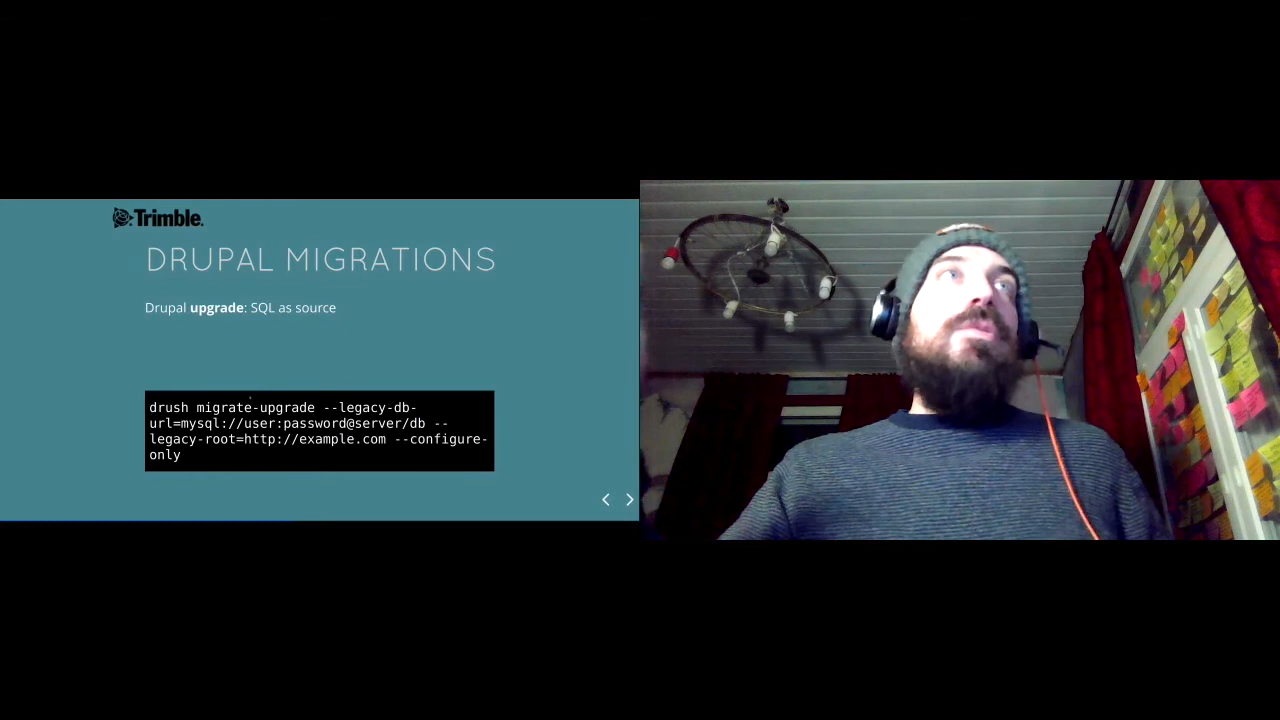 Trimble.
DRUPAL MIGRATIONS
Drupal upgrade: SQL as source
drush migrate-upgrade --legacy-db-
url=mysql://user:password@server/db --
legacy-root=http://example.com --configure-
only